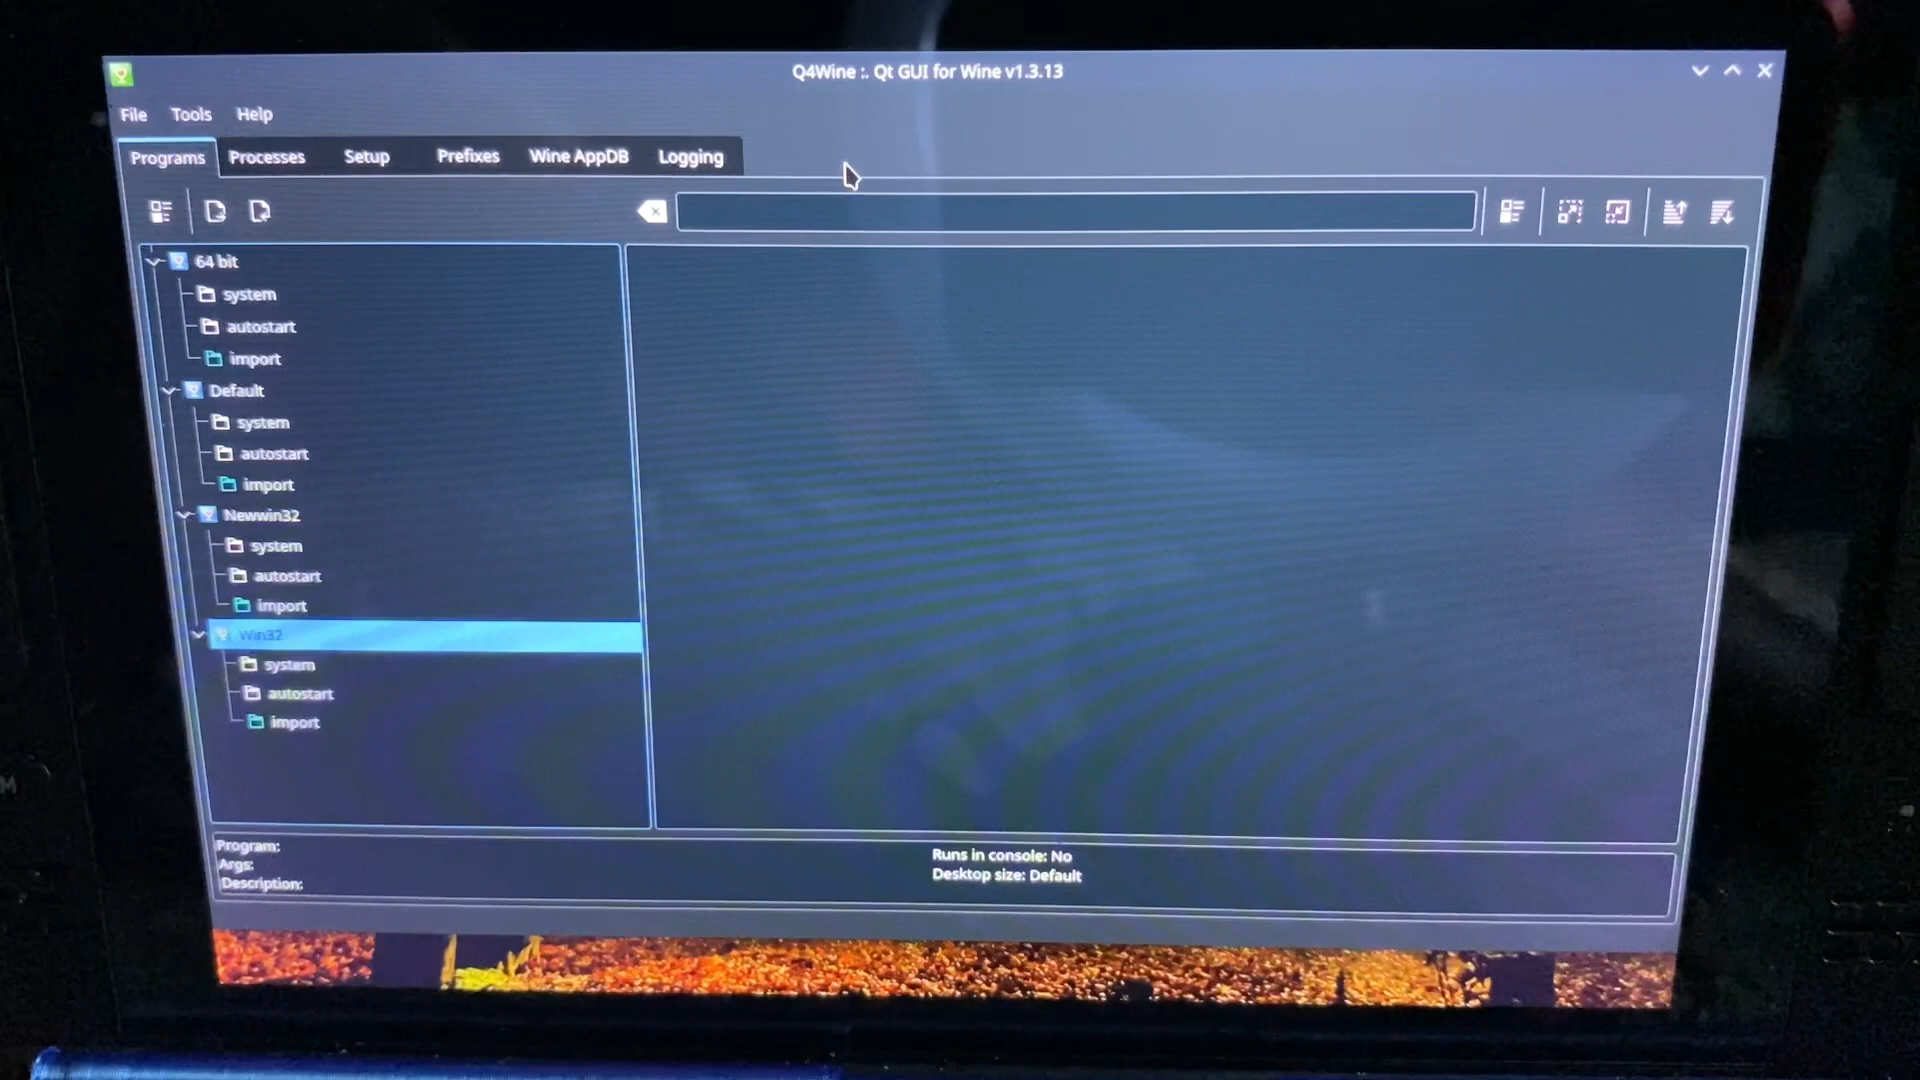 Q4Wine :. Qt GUI for Wine v1.3.13
File Tools Help
Programs Processes Setup Prefixes Wine AppDB Logging
64 bit
system
autostart
import
Default
system
autostart
import
Newwin32
system
autostart
import
Win32
system
autostart
import
Program:
Args:
Description:
Runs in console: No
Desktop size: Default